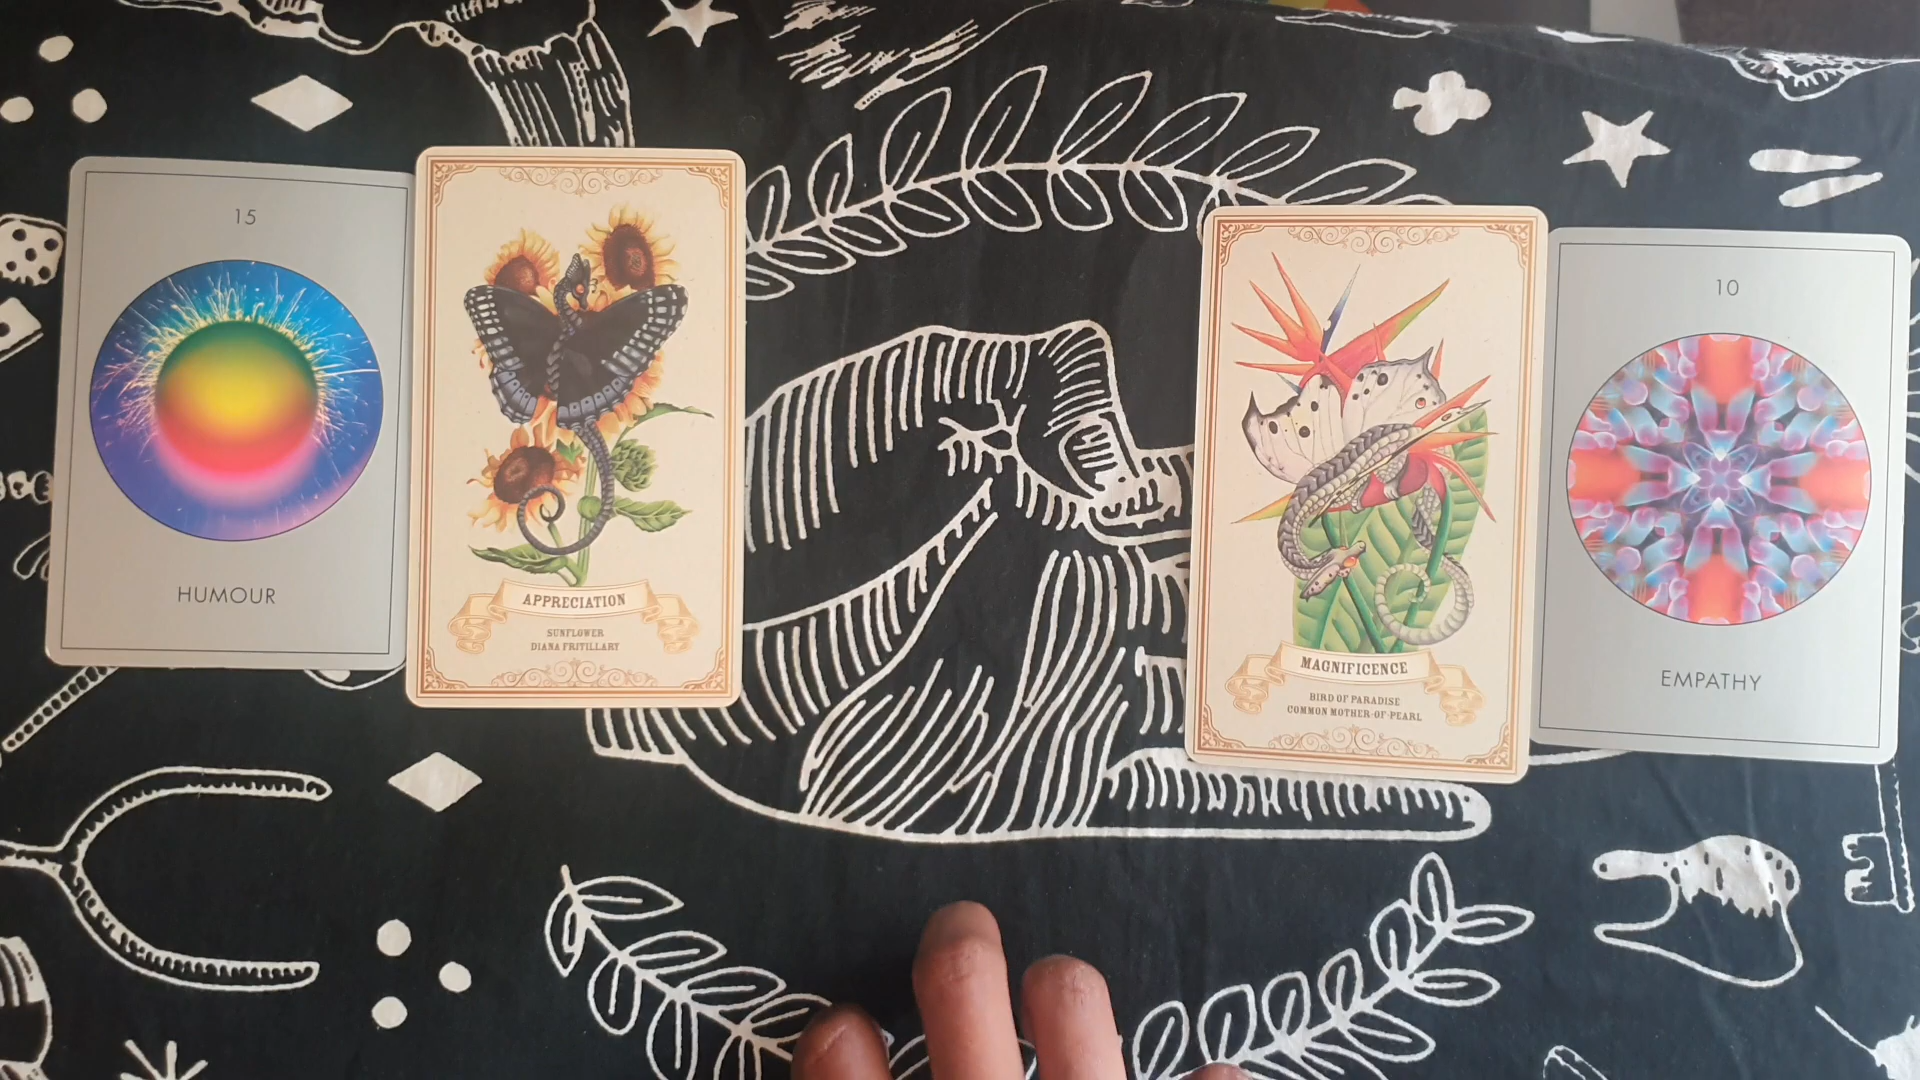 15
HUMOUR
APPRECIATION
SUNFLOWER
DIANA FRITILLARY
MAGNIFICENCE
BIRD OF PARADISE
COMMON MOTHER-OF-PEARL
10
EMPATHY